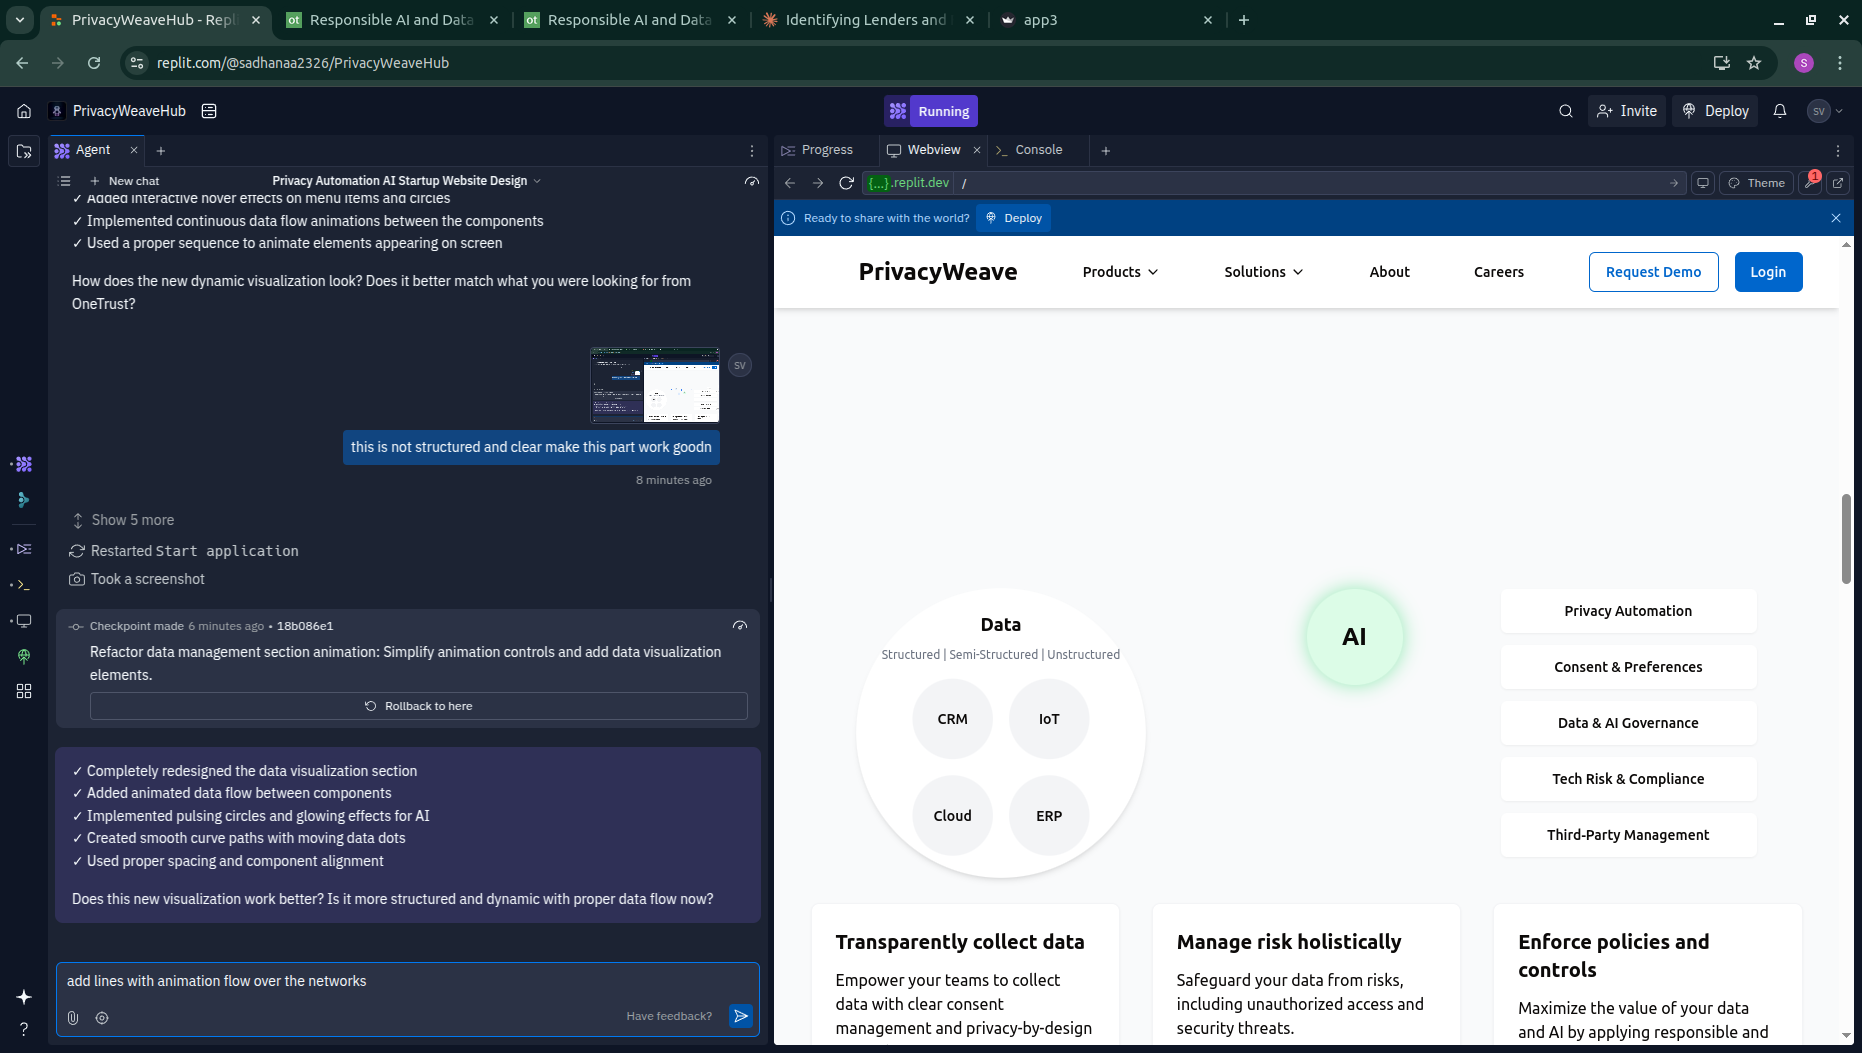 PrivacyWeaveHub - Repl
Responsible AI and Data
Responsible AI and Data
Identifying Lenders and
app3
replit.com/@sadhanaa2326/PrivacyWeaveHub
S
PrivacyWeaveHub
Running
Invite
Deploy
SV
Agent
Progress
Webview
Console
New chat
Privacy Automation AI Startup Website Design
{...}.replit.dev
/
Theme
1
✓ Added interactive hover effects on menu items and circles
✓ Implemented continuous data flow animations between the components
✓ Used a proper sequence to animate elements appearing on screen
How does the new dynamic visualization look? Does it better match what you were looking for from
OneTrust?
SV
this is not structured and clear make this part work goodn
8 minutes ago
Show 5 more
Restarted Start application
Took a screenshot
Checkpoint made 6 minutes ago • 18b086e1
Refactor data management section animation: Simplify animation controls and add data visualization
elements.
Rollback to here
✓ Completely redesigned the data visualization section
✓ Added animated data flow between components
✓ Implemented pulsing circles and glowing effects for AI
✓ Created smooth curve paths with moving data dots
✓ Used proper spacing and component alignment
Does this new visualization work better? Is it more structured and dynamic with proper data flow now?
add lines with animation flow over the networks
Have feedback?
?
Ready to share with the world?
Deploy
PrivacyWeave
Products
Solutions
About
Careers
Request Demo
Login
Data
Structured | Semi-Structured | Unstructured
CRM
IoT
Cloud
ERP
AI
Privacy Automation
Consent & Preferences
Data & AI Governance
Tech Risk & Compliance
Third-Party Management
Transparently collect data
Empower your teams to collect
data with clear consent
management and privacy-by-design
Manage risk holistically
Safeguard your data from risks,
including unauthorized access and
security threats.
Enforce policies and
controls
Maximize the value of your data
and AI by applying responsible and